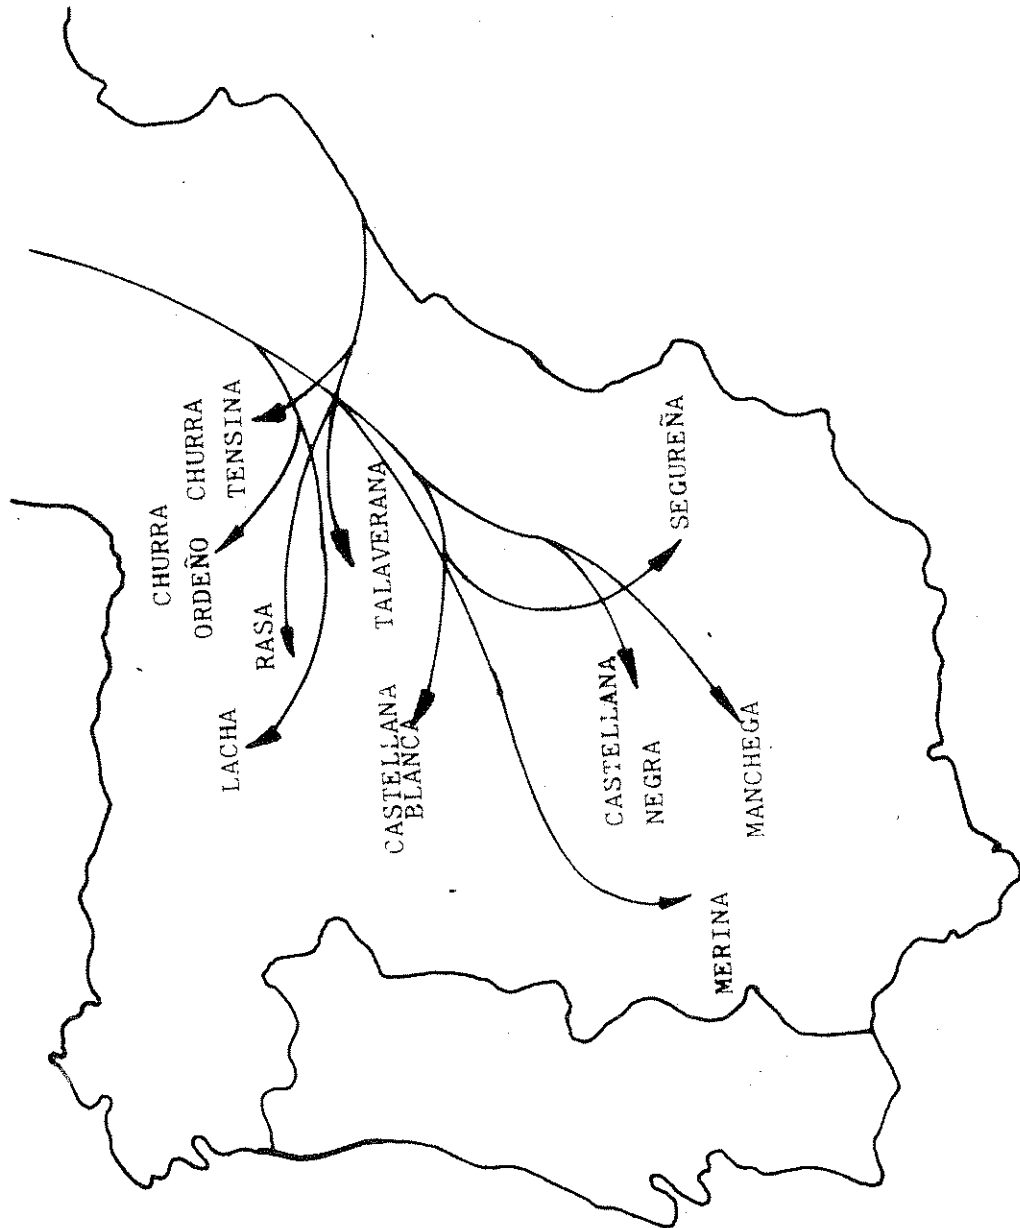 CHURRA
ORDEÑO
CHURRA
TENSINA
LACHA
RASA
TALAVERANA
CASTELLANA
BLANCA
CASTELLANA
NEGRA
SEGUREÑA
MERINA
MANCHEGA